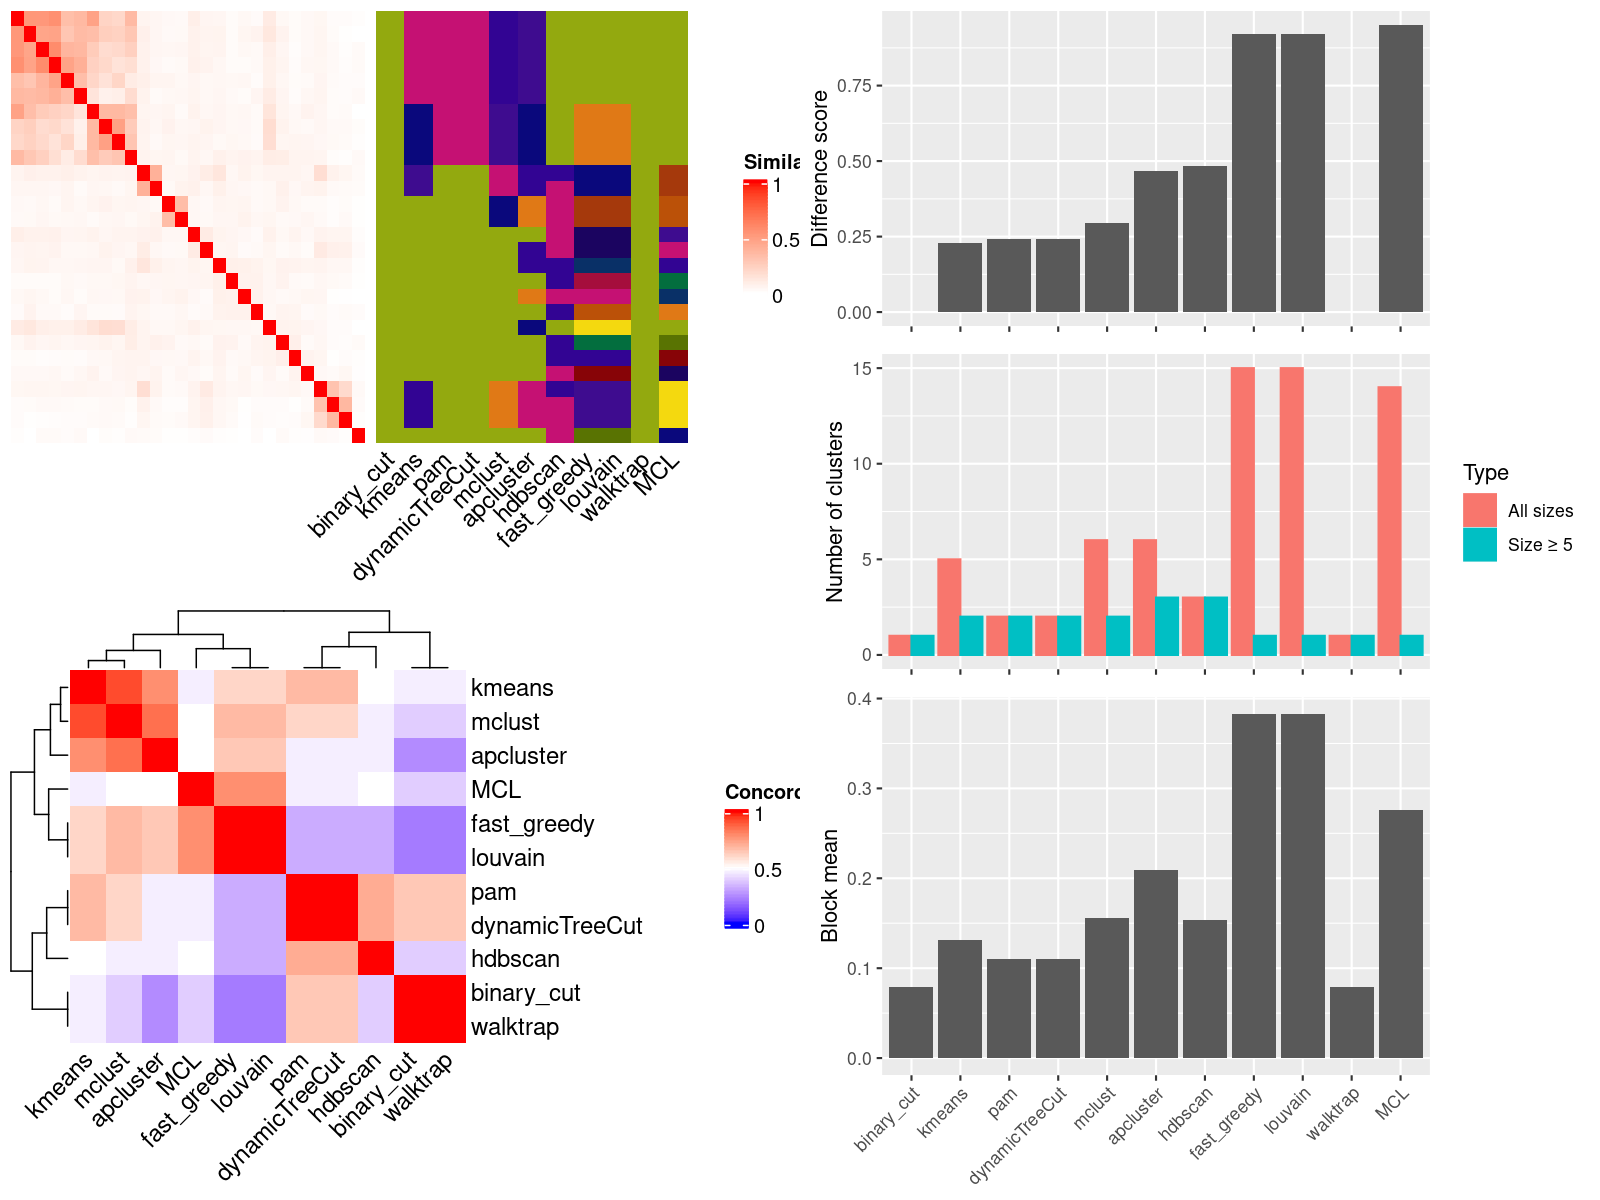 Simila
1
0.5
0
binary_cut
kmeans
pam
dynamicTreeCut
mclust
apcluster
hdbscan
fast_greedy
louvain
walktrap
MCL
kmeans
mclust
apcluster
MCL
fast_greedy
louvain
pam
dynamicTreeCut
hdbscan
binary_cut
walktrap
kmeans
mclust
apcluster
MCL
fast_greedy
louvain
pam
dynamicTreeCut
hdbscan
binary_cut
walktrap
Concord
1
0.5
0
Difference score
0.75
0.50
0.25
0.00
Number of clusters
15
10
5
0
Type
All sizes
Size ≥ 5
Block mean
0.4
0.3
0.2
0.1
0.0
binary_cut
kmeans
pam
dynamicTreeCut
mclust
apcluster
hdbscan
fast_greedy
louvain
walktrap
MCL